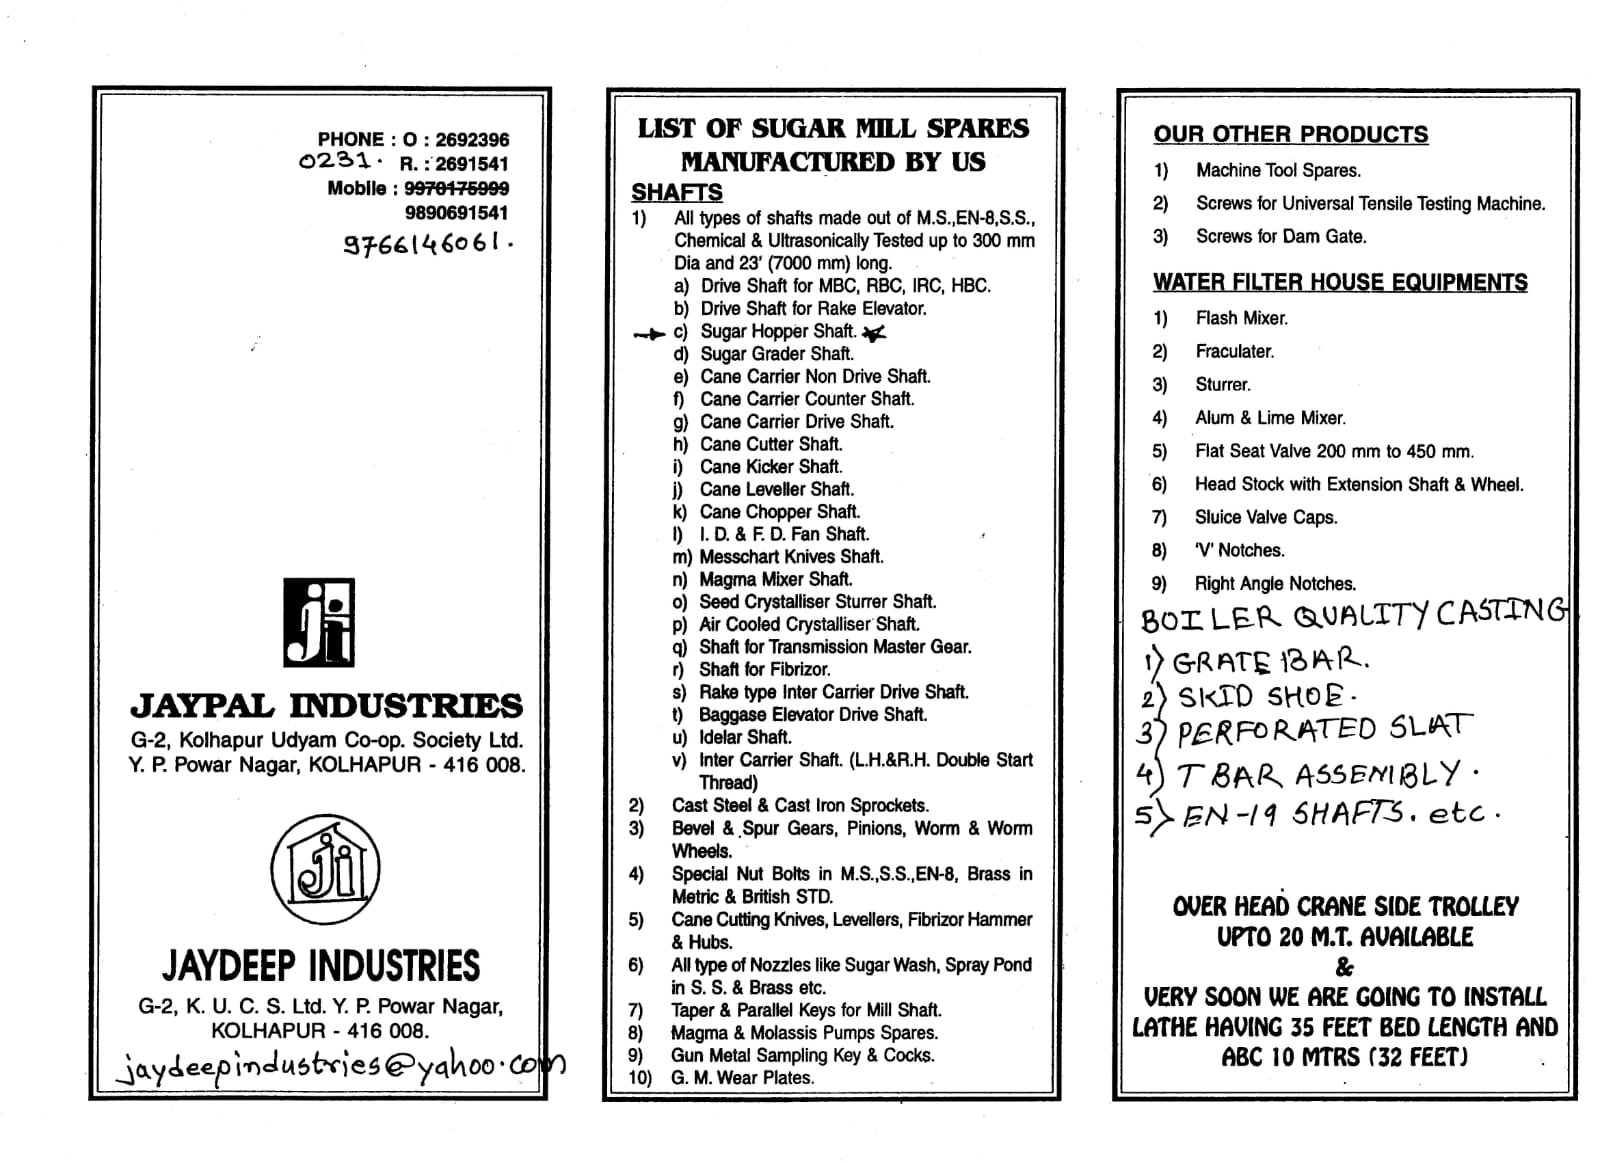 PHONE : O : 2692396
0231. R. : 2691541
Mobile : 9970175999
9890691541
9766146061.
ji
JAYPAL INDUSTRIES
G-2, Kolhapur Udyam Co-op. Society Ltd.
Y. P. Powar Nagar, KOLHAPUR - 416 008.
Ji
JAYDEEP INDUSTRIES
G-2, K. U. C. S. Ltd. Y. P. Powar Nagar,
KOLHAPUR - 416 008.
jaydeepindustries@yahoo.com
LIST OF SUGAR MILL SPARES
MANUFACTURED BY US
SHAFTS
1) All types of shafts made out of M.S.,EN-8,S.S.,
Chemical & Ultrasonically Tested up to 300 mm
Dia and 23' (7000 mm) long.
a) Drive Shaft for MBC, RBC, IRC, HBC.
b) Drive Shaft for Rake Elevator.
c) Sugar Hopper Shaft.
d) Sugar Grader Shaft.
e) Cane Carrier Non Drive Shaft.
f) Cane Carrier Counter Shaft.
g) Cane Carrier Drive Shaft.
h) Cane Cutter Shaft.
i) Cane Kicker Shaft.
j) Cane Leveller Shaft.
k) Cane Chopper Shaft.
l) I. D. & F. D. Fan Shaft.
m) Messchart Knives Shaft.
n) Magma Mixer Shaft.
o) Seed Crystalliser Sturrer Shaft.
p) Air Cooled Crystalliser Shaft.
q) Shaft for Transmission Master Gear.
r) Shaft for Fibrizor.
s) Rake type Inter Carrier Drive Shaft.
t) Baggase Elevator Drive Shaft.
u) Idelar Shaft.
v) Inter Carrier Shaft. (L.H.&R.H. Double Start
Thread)
2) Cast Steel & Cast Iron Sprockets.
3) Bevel & Spur Gears, Pinions, Worm & Worm
Wheels.
4) Special Nut Bolts in M.S.,S.S.,EN-8, Brass in
Metric & British STD.
5) Cane Cutting Knives, Levellers, Fibrizor Hammer
& Hubs.
6) All type of Nozzles like Sugar Wash, Spray Pond
in S. S. & Brass etc.
7) Taper & Parallel Keys for Mill Shaft.
8) Magma & Molassis Pumps Spares.
9) Gun Metal Sampling Key & Cocks.
10) G. M. Wear Plates.
OUR OTHER PRODUCTS
1) Machine Tool Spares.
2) Screws for Universal Tensile Testing Machine.
3) Screws for Dam Gate.
WATER FILTER HOUSE EQUIPMENTS
1) Flash Mixer.
2) Fraculater.
3) Sturrer.
4) Alum & Lime Mixer.
5) Flat Seat Valve 200 mm to 450 mm.
6) Head Stock with Extension Shaft & Wheel.
7) Sluice Valve Caps.
8) 'V' Notches.
9) Right Angle Notches.
BOILER QUALITY CASTING
1) GRATE BAR.
2) SKID SHOE.
3) PERFORATED SLAT
4) T BAR ASSEMBLY.
5) EN-19 SHAFTS. etc.
OVER HEAD CRANE SIDE TROLLEY
UPTO 20 M.T. AVAILABLE
&
VERY SOON WE ARE GOING TO INSTALL
LATHE HAVING 35 FEET BED LENGTH AND
ABC 10 MTRS (32 FEET)